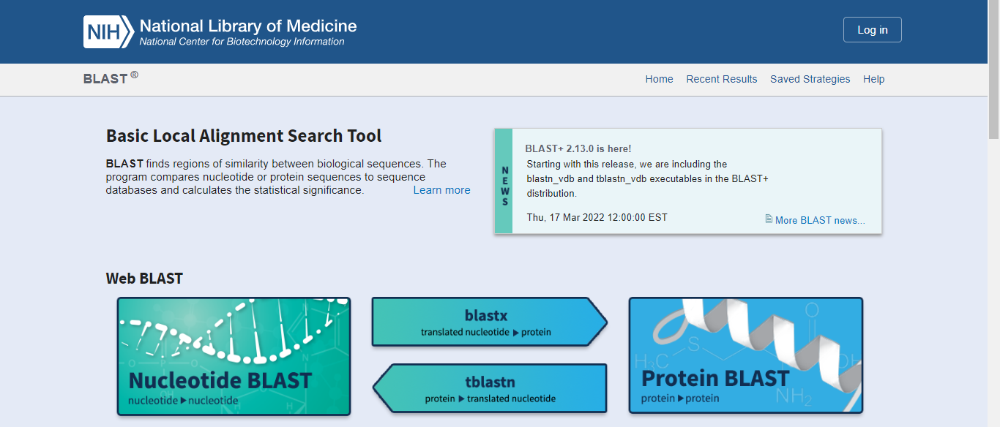 NIH National Library of Medicine
National Center for Biotechnology Information
Log in
BLAST ®
Home Recent Results Saved Strategies Help
Basic Local Alignment Search Tool
BLAST finds regions of similarity between biological sequences. The
program compares nucleotide or protein sequences to sequence
databases and calculates the statistical significance. Learn more
NEWS
BLAST+ 2.13.0 is here!
Starting with this release, we are including the
blastn_vdb and tblastn_vdb executables in the BLAST+
distribution.
Thu, 17 Mar 2022 12:00:00 EST
More BLAST news...
Web BLAST
Nucleotide BLAST
nucleotide ▶ nucleotide
blastx
translated nucleotide ▶ protein
tblastn
protein ▶ translated nucleotide
H₃C
S
O
OH
NH₂
Protein BLAST
protein ▶ protein